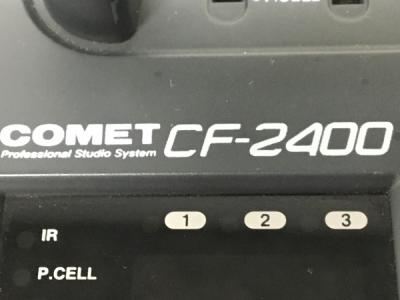 COMET CF-2400
Professional Studio System
1 2 3
IR
P.CELL